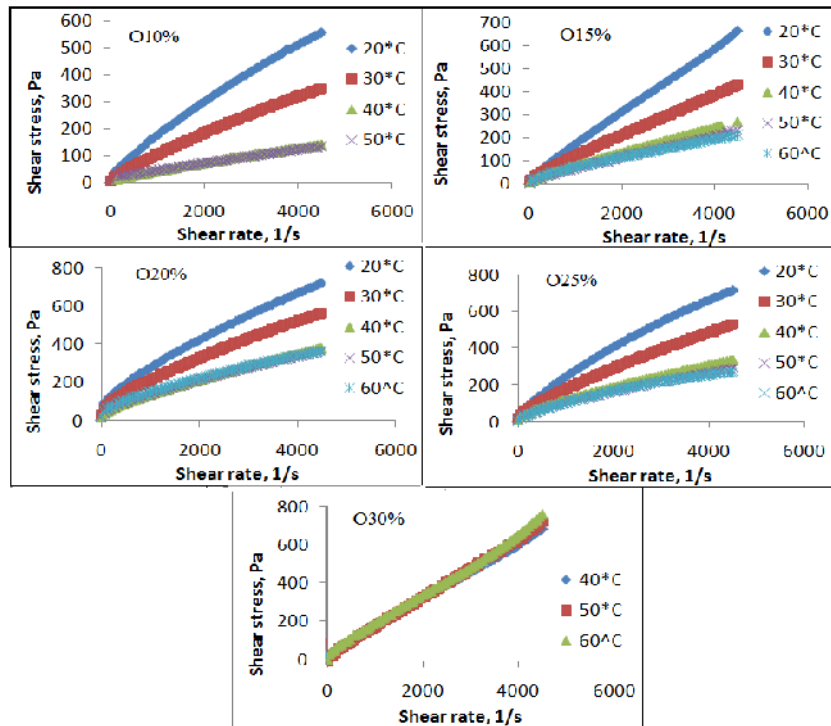 O10%
Shear stress, Pa
600
500
400
300
200
100
0
0 2000 4000 6000
Shear rate, 1/s
20*C
30*C
40*C
50*C
O15%
Shear stress, Pa
700
600
500
400
300
200
100
0
0 2000 4000 6000
Shear rate, 1/s
20*C
30*C
40*C
50*C
60^C
O20%
Shear stress, Pa
800
600
400
200
0
0 2000 4000 6000
Shear rate, 1/s
20*C
30*C
40*C
50*C
60^C
O25%
Shear stress, Pa
800
600
400
200
0
0 2000 4000 6000
Shear rate, 1/s
20*C
30*C
40*C
50*C
60^C
O30%
Shear stress, Pa
800
600
400
200
0
0 2000 4000 6000
Shear rate, 1/s
40*C
50*C
60^C